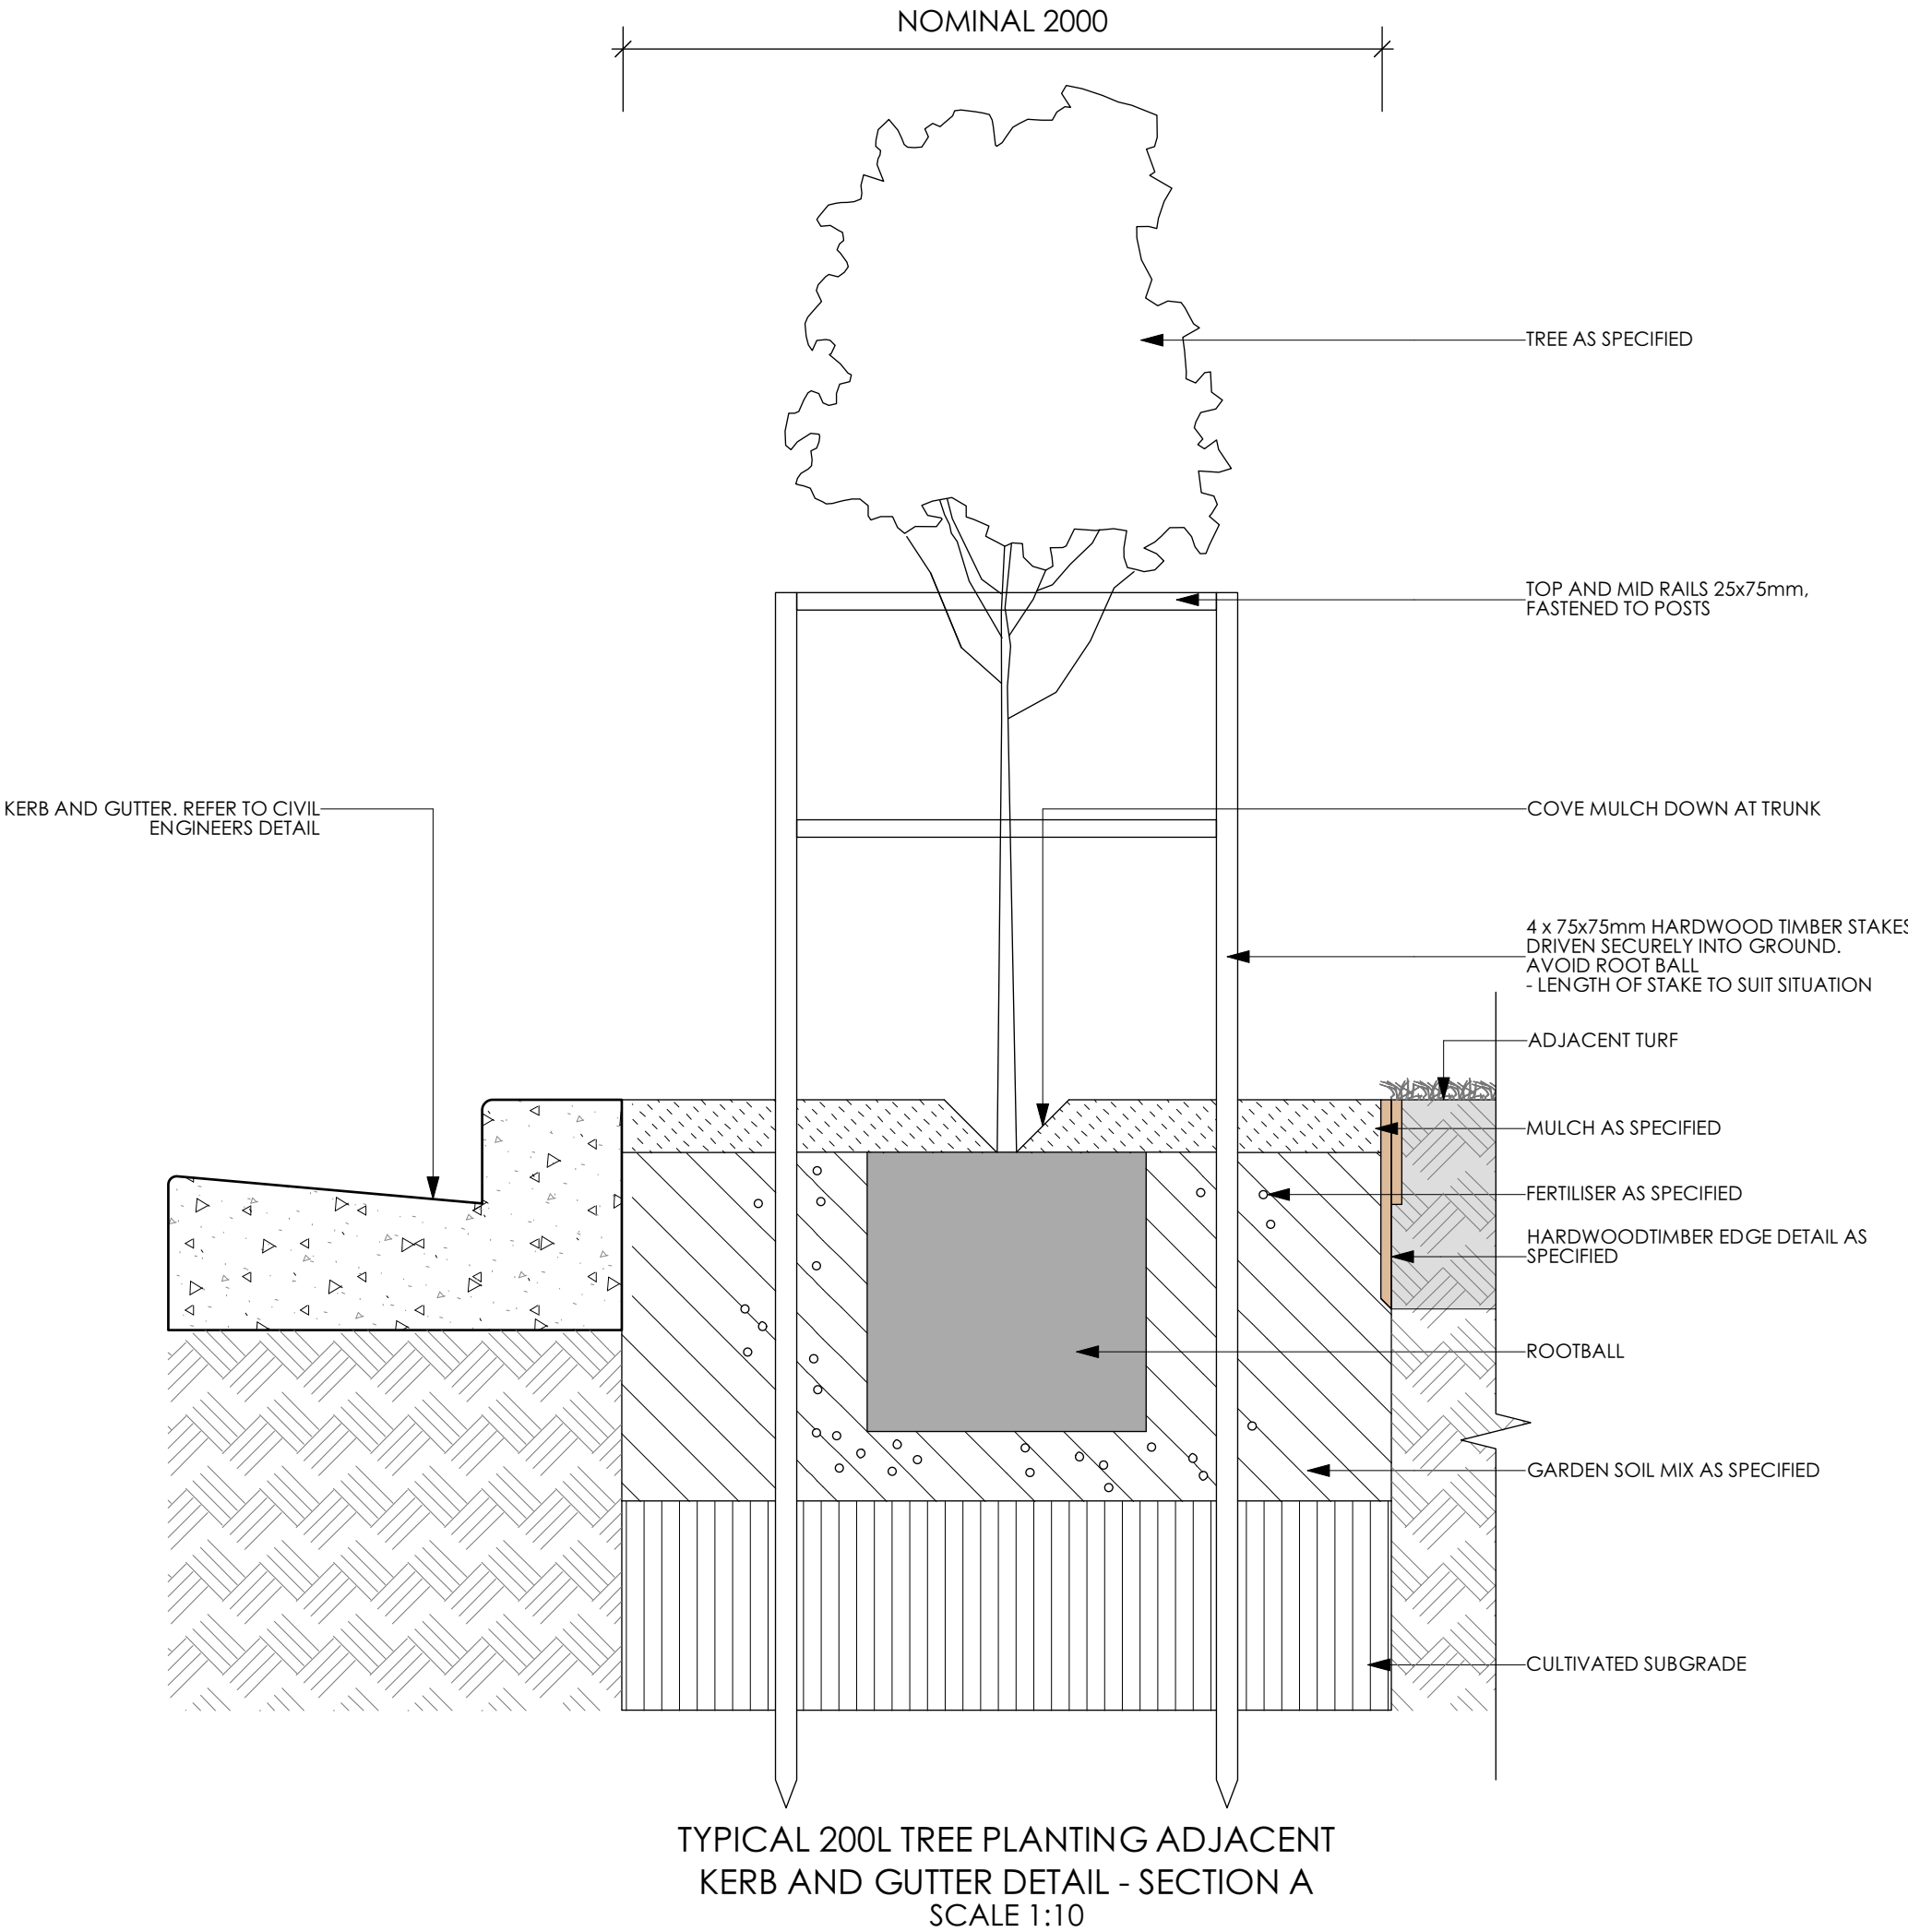 NOMINAL 2000
TREE AS SPECIFIED
TOP AND MID RAILS 25x75mm,
FASTENED TO POSTS
KERB AND GUTTER. REFER TO CIVIL
ENGINEERS DETAIL
COVE MULCH DOWN AT TRUNK
4 x 75x75mm HARDWOOD TIMBER STAKES
DRIVEN SECURELY INTO GROUND.
AVOID ROOT BALL
- LENGTH OF STAKE TO SUIT SITUATION
ADJACENT TURF
MULCH AS SPECIFIED
FERTILISER AS SPECIFIED
HARDWOODTIMBER EDGE DETAIL AS
SPECIFIED
ROOTBALL
GARDEN SOIL MIX AS SPECIFIED
CULTIVATED SUBGRADE
TYPICAL 200L TREE PLANTING ADJACENT
KERB AND GUTTER DETAIL - SECTION A
SCALE 1:10